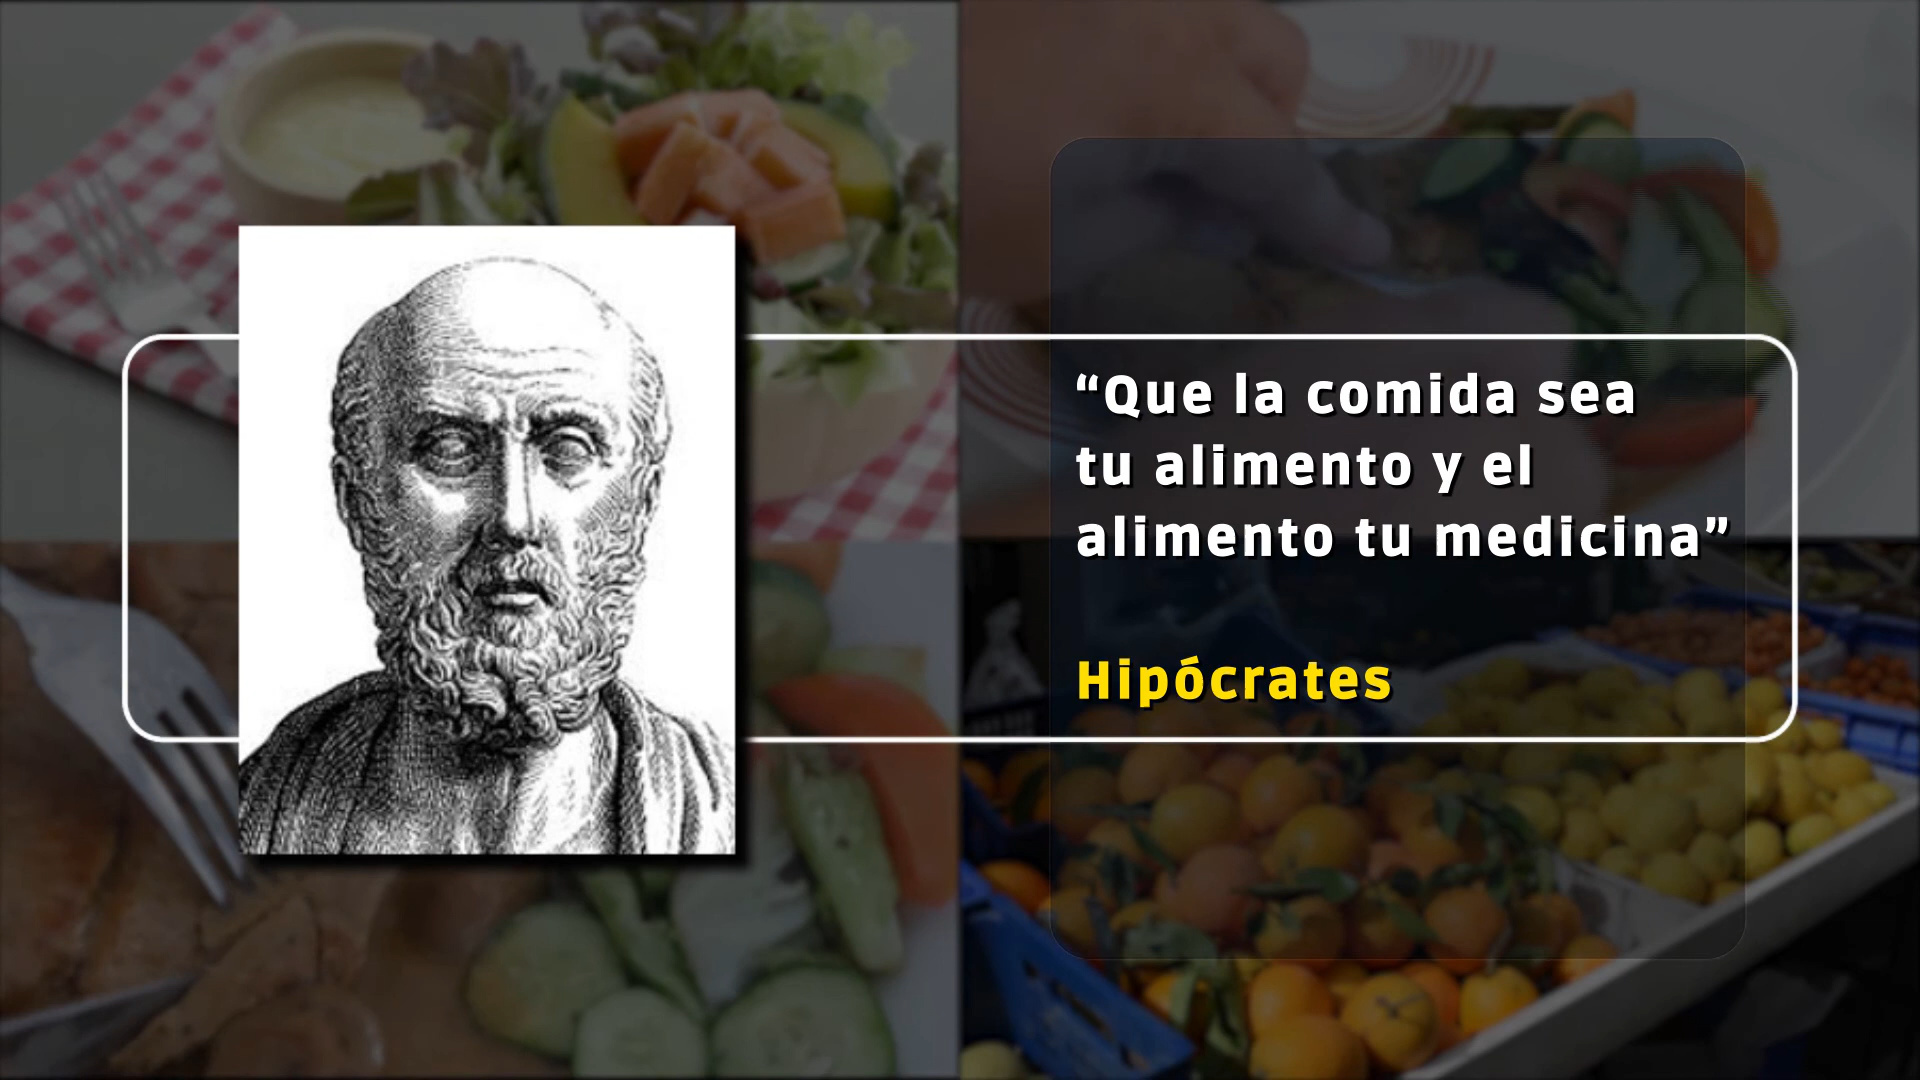 “Que la comida sea
tu alimento y el
alimento tu medicina”
Hipócrates